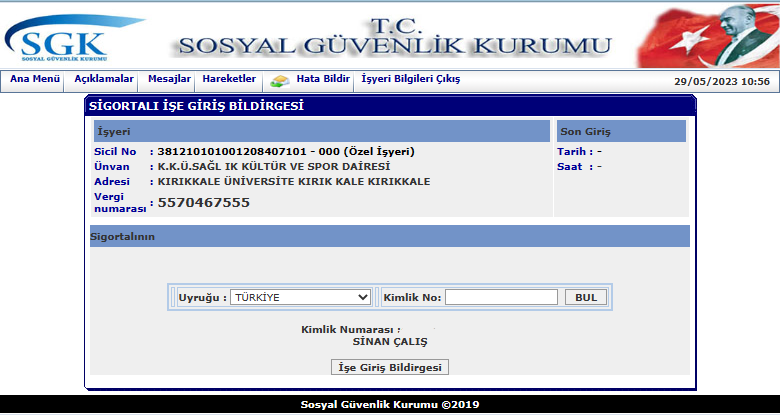 SGK
SOSYAL GÜVENLİK KURUMU
T.C.
SOSYAL GÜVENLİK KURUMU
Ana Menü Açıklamalar Mesajlar Hareketler Hata Bildir İşyeri Bilgileri Çıkış
29/05/2023 10:56
SİGORTALI İŞE GİRİŞ BİLDİRGESİ
İşyeri
Sicil No : 381210101001208407101 - 000 (Özel İşyeri)
Ünvan : K.K.Ü.SAĞL IK KÜLTÜR VE SPOR DAİRESİ
Adresi : KIRIKKALE ÜNİVERSİTE KIRIK KALE KIRIKKALE
Vergi
numarası : 5570467555
Son Giriş
Tarih : -
Saat : -
Sigortalının
Uyruğu : TÜRKİYE Kimlik No: BUL
Kimlik Numarası :
SİNAN ÇALIŞ
İşe Giriş Bildirgesi
Sosyal Güvenlik Kurumu ©2019